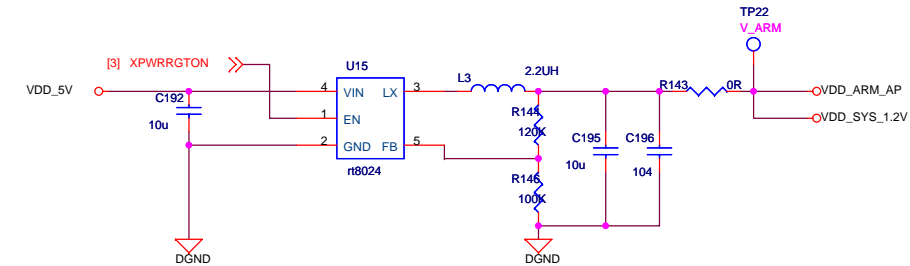 TP22
V_ARM
[3] XPWRRGTON
U15
L3 2.2UH
VDD_5V
4 VIN LX 3
R143 0R
VDD_ARM_AP
C192
R144
1 EN
VDD_SYS_1.2V
10u
120K
C195 C196
2 GND FB 5
10u 104
rt8024
R146
100K
DGND DGND